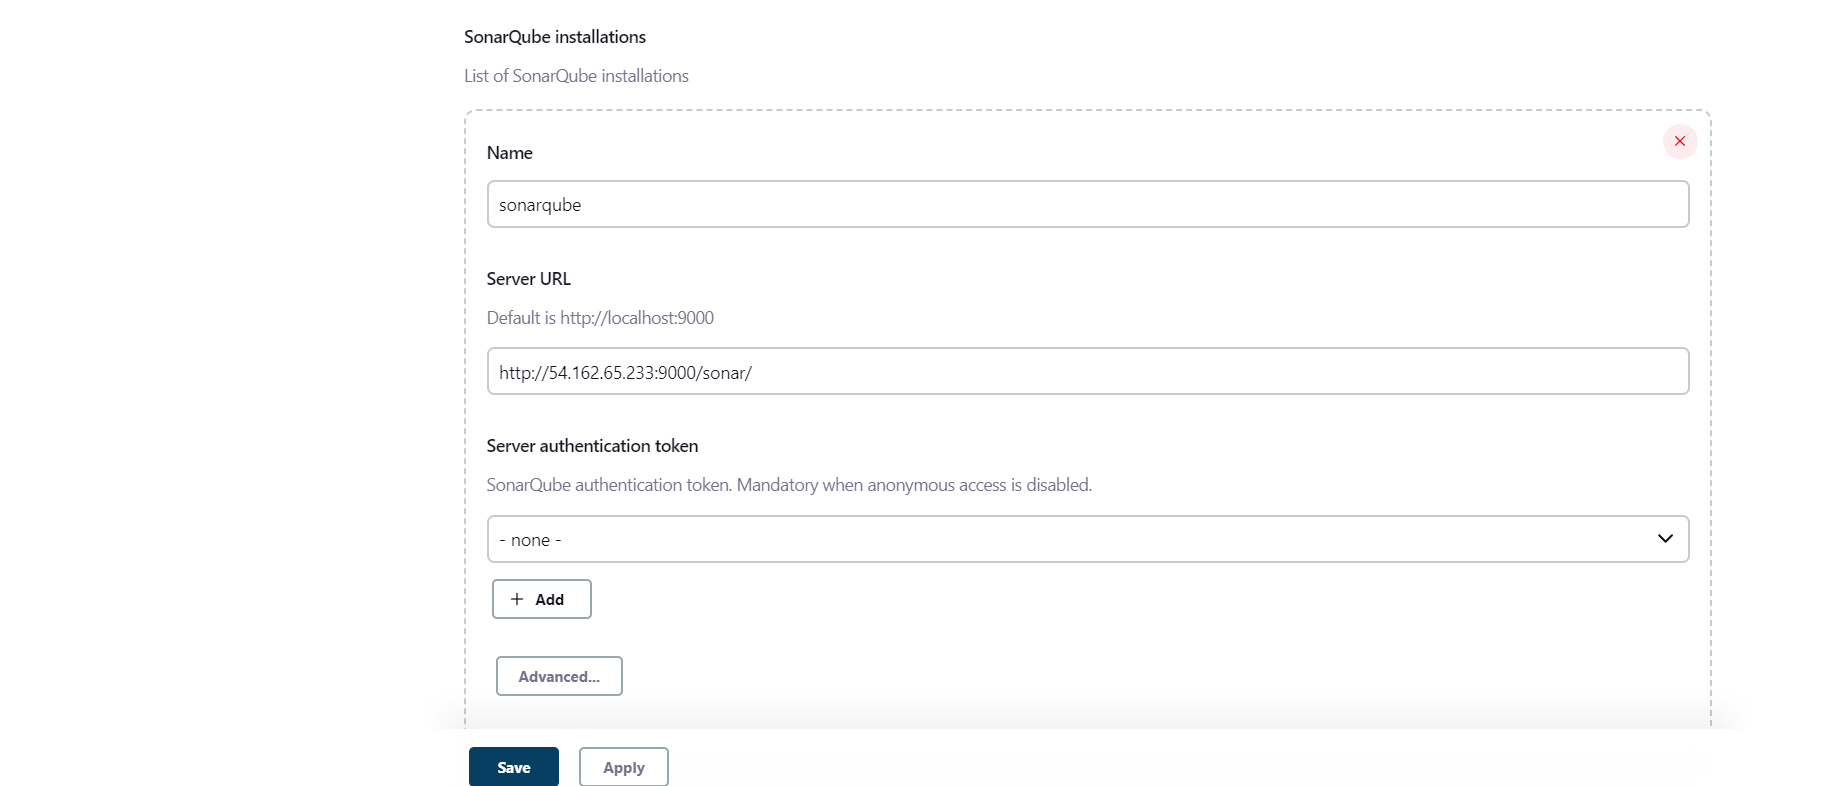 SonarQube installations
List of SonarQube installations
Name
sonarqube
Server URL
Default is http://localhost:9000
http://54.162.65.233:9000/sonar/
Server authentication token
SonarQube authentication token. Mandatory when anonymous access is disabled.
- none -
+ Add
Advanced...
Save Apply